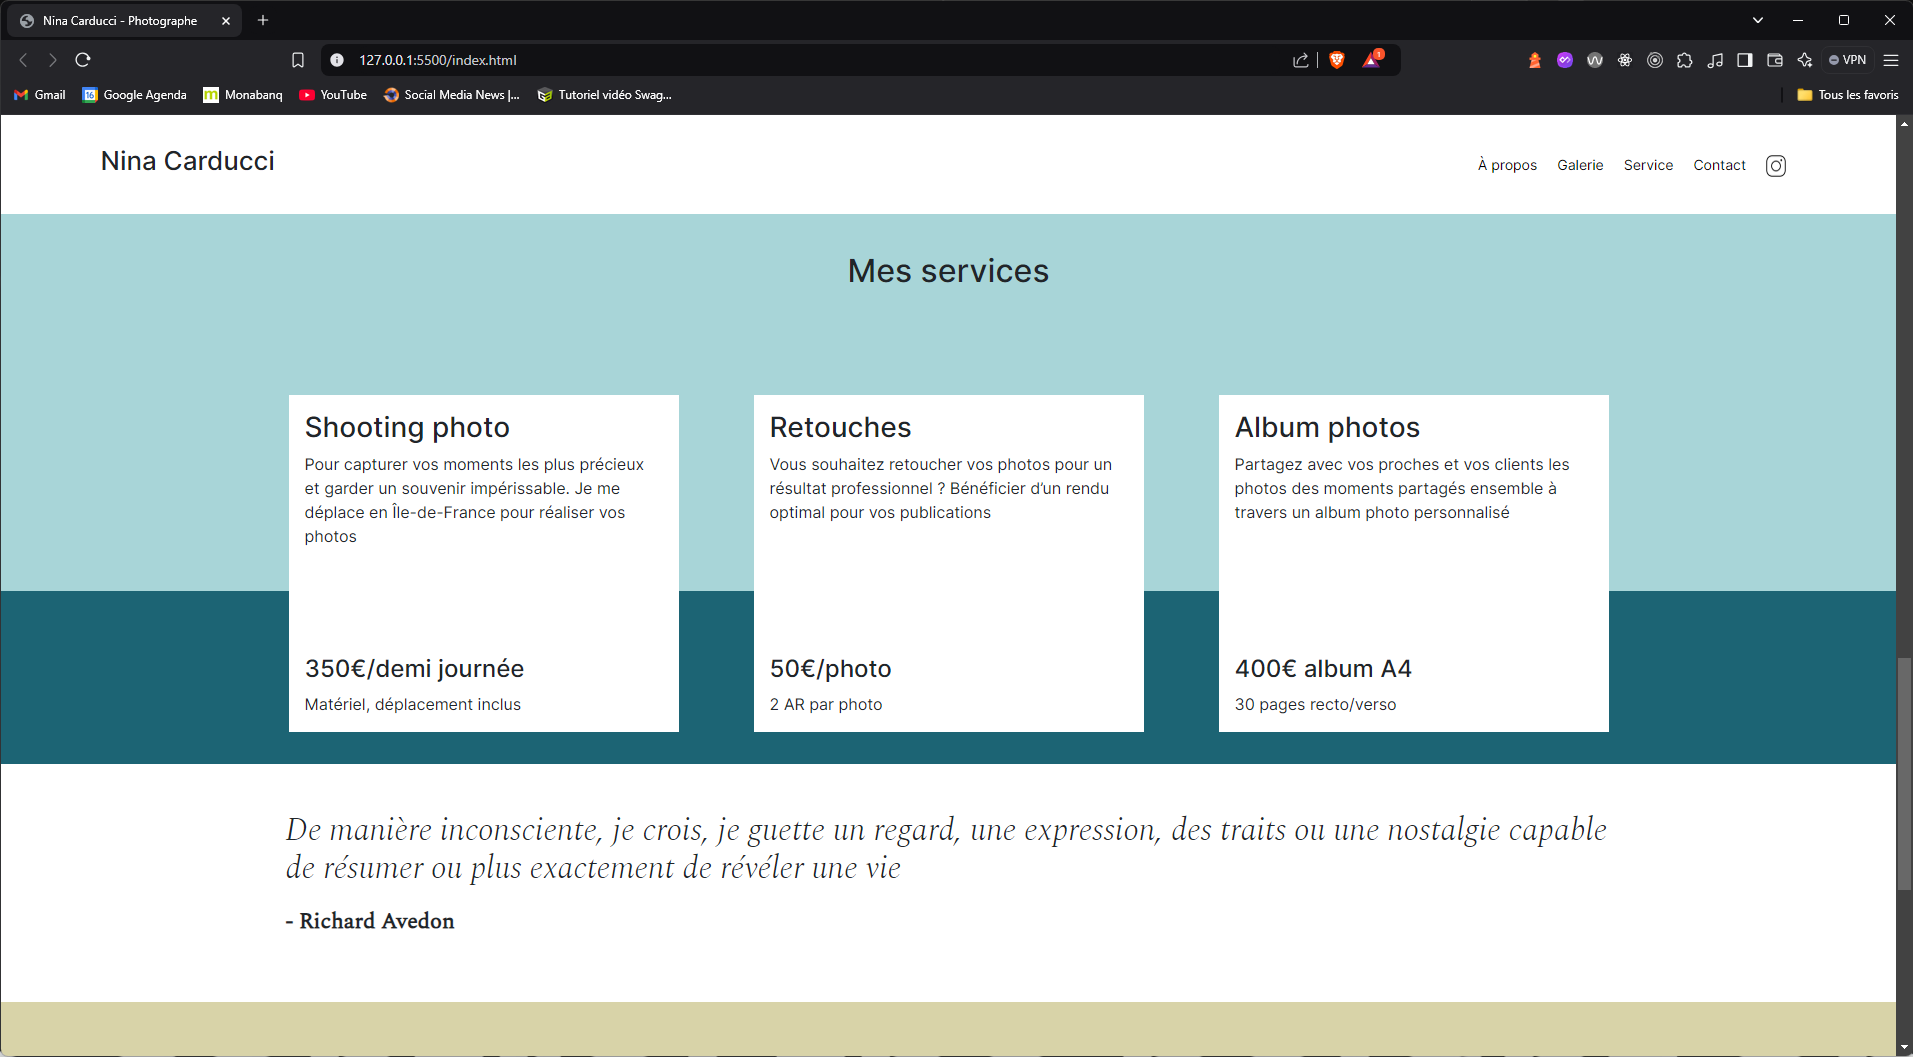 Nina Carducci - Photographe
127.0.0.1:5500/index.html
1
VPN
Gmail
16 Google Agenda
m Monabanq
YouTube
Social Media News |...
Tutoriel vidéo Swag...
Tous les favoris
Nina Carducci
À propos Galerie Service Contact
Mes services
Shooting photo
Pour capturer vos moments les plus précieux
et garder un souvenir impérissable. Je me
déplace en Île-de-France pour réaliser vos
photos
350€/demi journée
Matériel, déplacement inclus
Retouches
Vous souhaitez retoucher vos photos pour un
résultat professionnel ? Bénéficier d’un rendu
optimal pour vos publications
50€/photo
2 AR par photo
Album photos
Partagez avec vos proches et vos clients les
photos des moments partagés ensemble à
travers un album photo personnalisé
400€ album A4
30 pages recto/verso
De manière inconsciente, je crois, je guette un regard, une expression, des traits ou une nostalgie capable
de résumer ou plus exactement de révéler une vie
- Richard Avedon